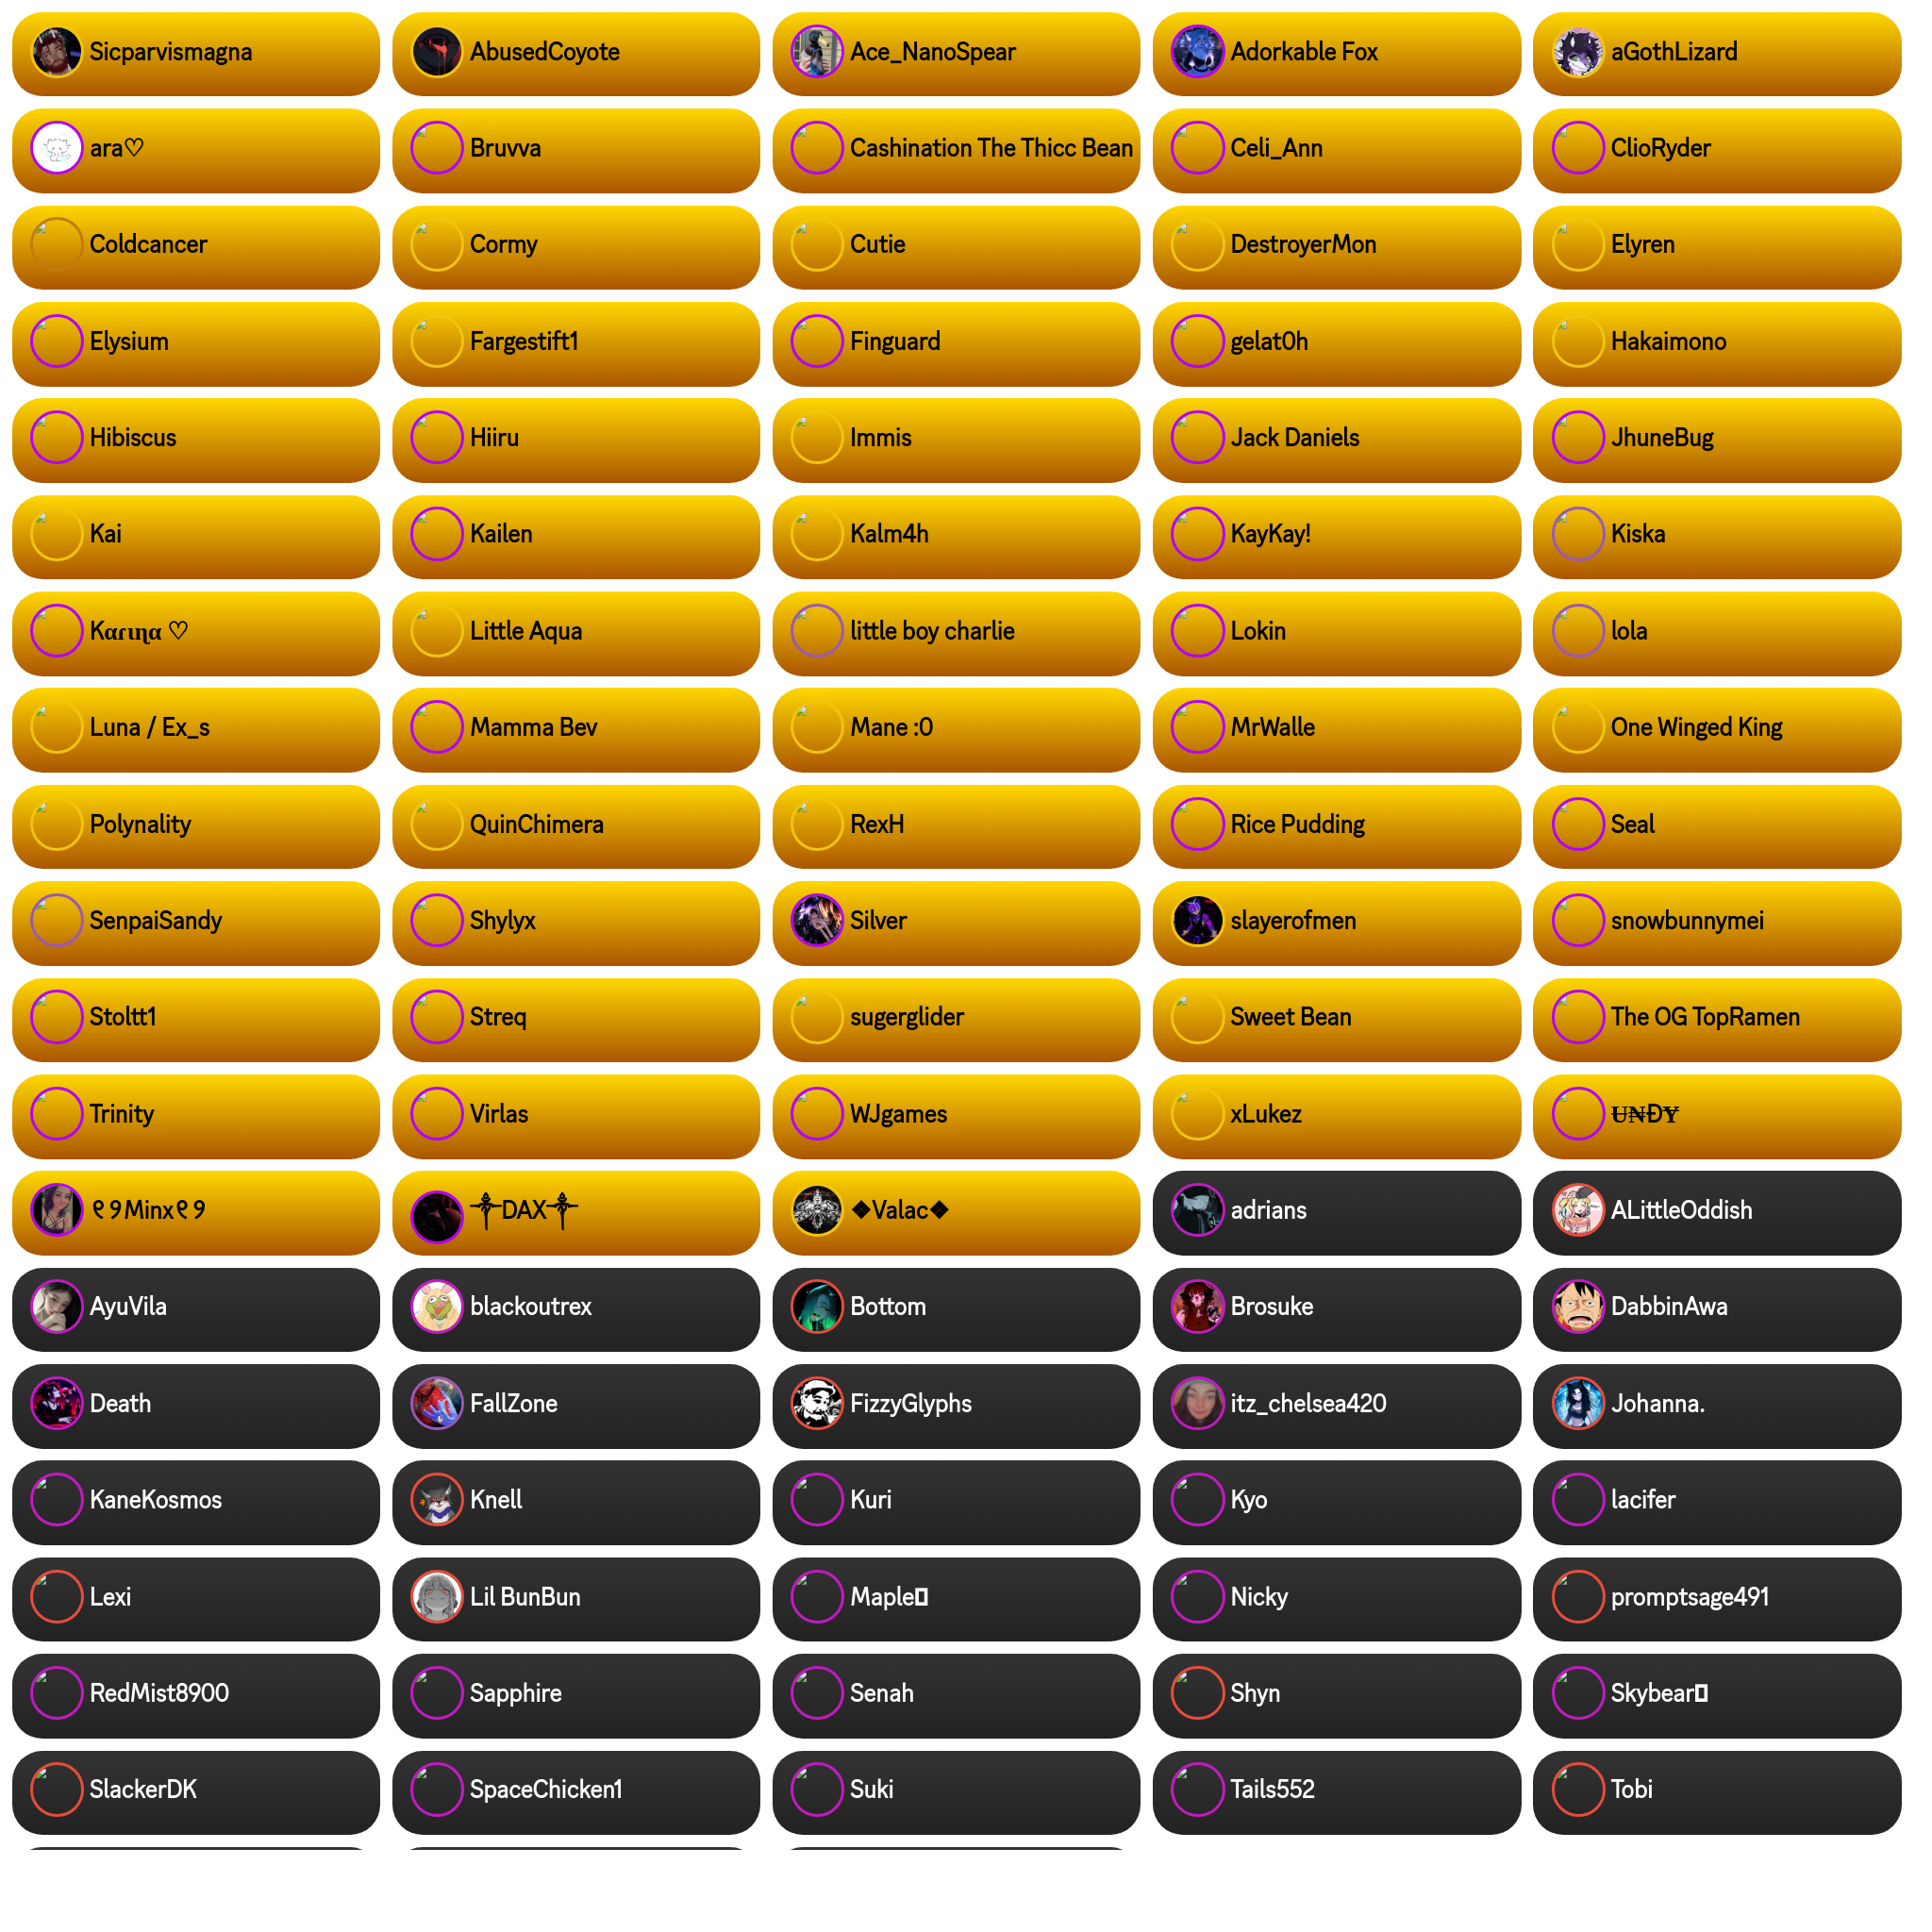 Sicparvismagna
AbusedCoyote
Ace_NanoSpear
Adorkable Fox
aGothLizard
ara♡
Bruvva
Cashination The Thicc Bean
Celi_Ann
ClioRyder
Coldcancer
Cormy
Cutie
DestroyerMon
Elyren
Elysium
Fargestift1
Finguard
gelat0h
Hakaimono
Hibiscus
Hiiru
Immis
Jack Daniels
JhuneBug
Kai
Kailen
Kalm4h
KayKay!
Kiska
Kαɾιɳα ♡
Little Aqua
little boy charlie
Lokin
lola
Luna / Ex_s
Mamma Bev
Mane :0
MrWalle
One Winged King
Polynality
QuinChimera
RexH
Rice Pudding
Seal
SenpaiSandy
Shylyx
Silver
slayerofmen
snowbunnymei
Stoltt1
Streq
sugerglider
Sweet Bean
The OG TopRamen
Trinity
Virlas
WJgames
xLukez
U̶N̶ĐY̶
୧୨Minx୧୨
༒DAX༒
❖Valac❖
adrians
ALittleOddish
AyuVila
blackoutrex
Bottom
Brosuke
DabbinAwa
Death
FallZone
FizzyGlyphs
itz_chelsea420
Johanna.
KaneKosmos
Knell
Kuri
Kyo
lacifer
Lexi
Lil BunBun
Maple
Nicky
promptsage491
RedMist8900
Sapphire
Senah
Shyn
Skybear
SlackerDK
SpaceChicken1
Suki
Tails552
Tobi